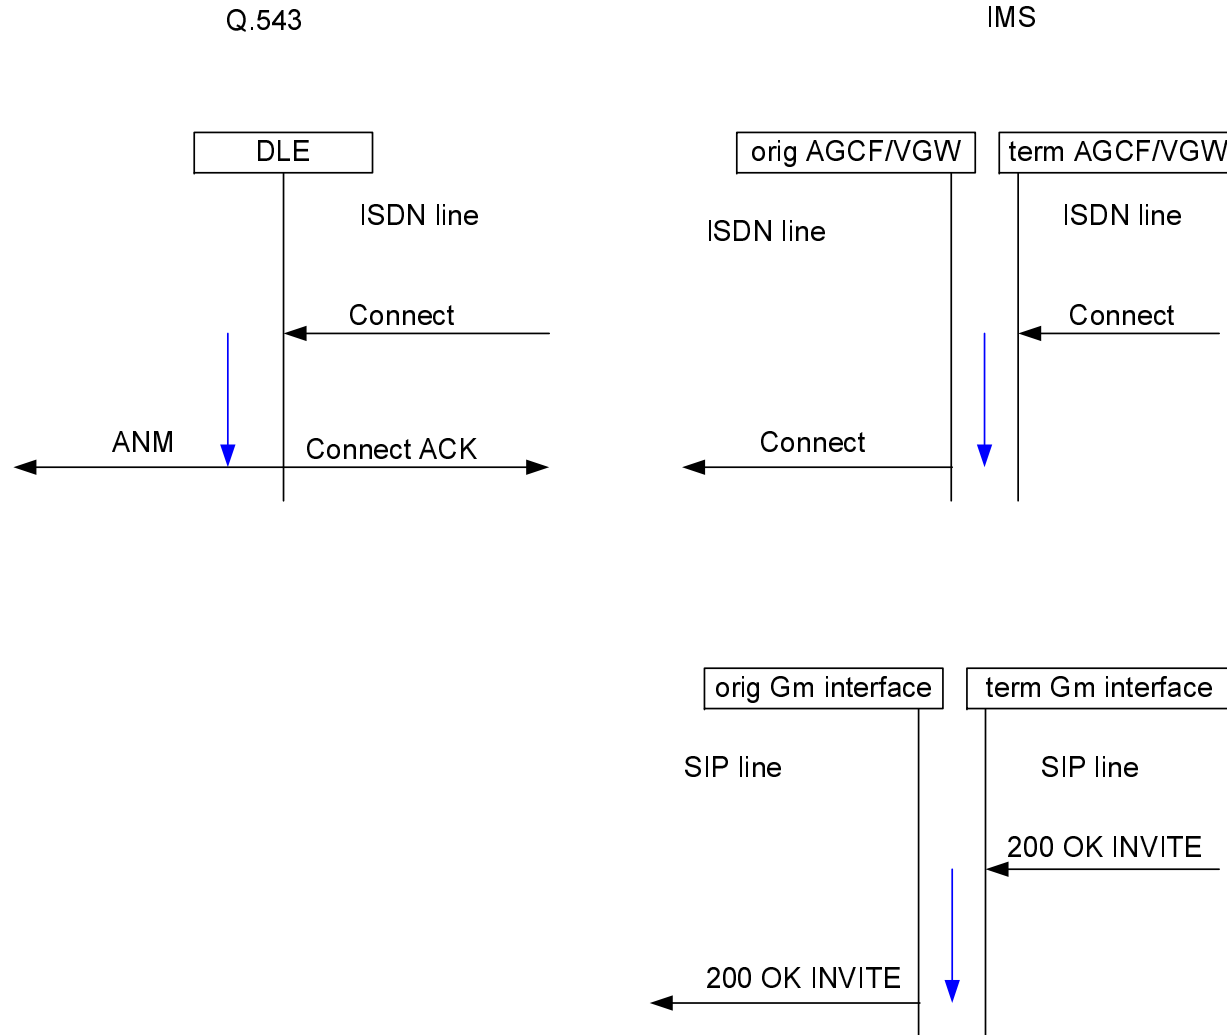 Q.543
IMS
DLE
ISDN line
Connect
ANM
Connect ACK
orig AGCF/VGW
term AGCF/VGW
ISDN line
ISDN line
Connect
Connect
orig Gm interface
term Gm interface
SIP line
SIP line
200 OK INVITE
200 OK INVITE